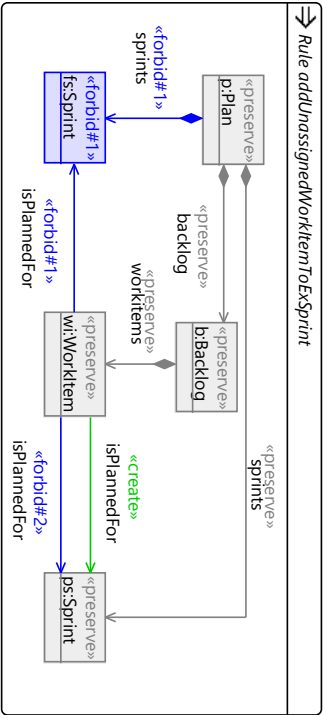 Rule addUnassignedWorkItemToExSprint
«preserve»
p:Plan
«forbid#1»
sprints
«preserve»
backlog
«preserve»
sprints
«forbid#1»
fs:Sprint
«preserve»
b:Backlog
«preserve»
workitems
«forbid#1»
isPlannedFor
«preserve»
wi:WorkItem
«create»
isPlannedFor
«forbid#2»
isPlannedFor
«preserve»
ps:Sprint